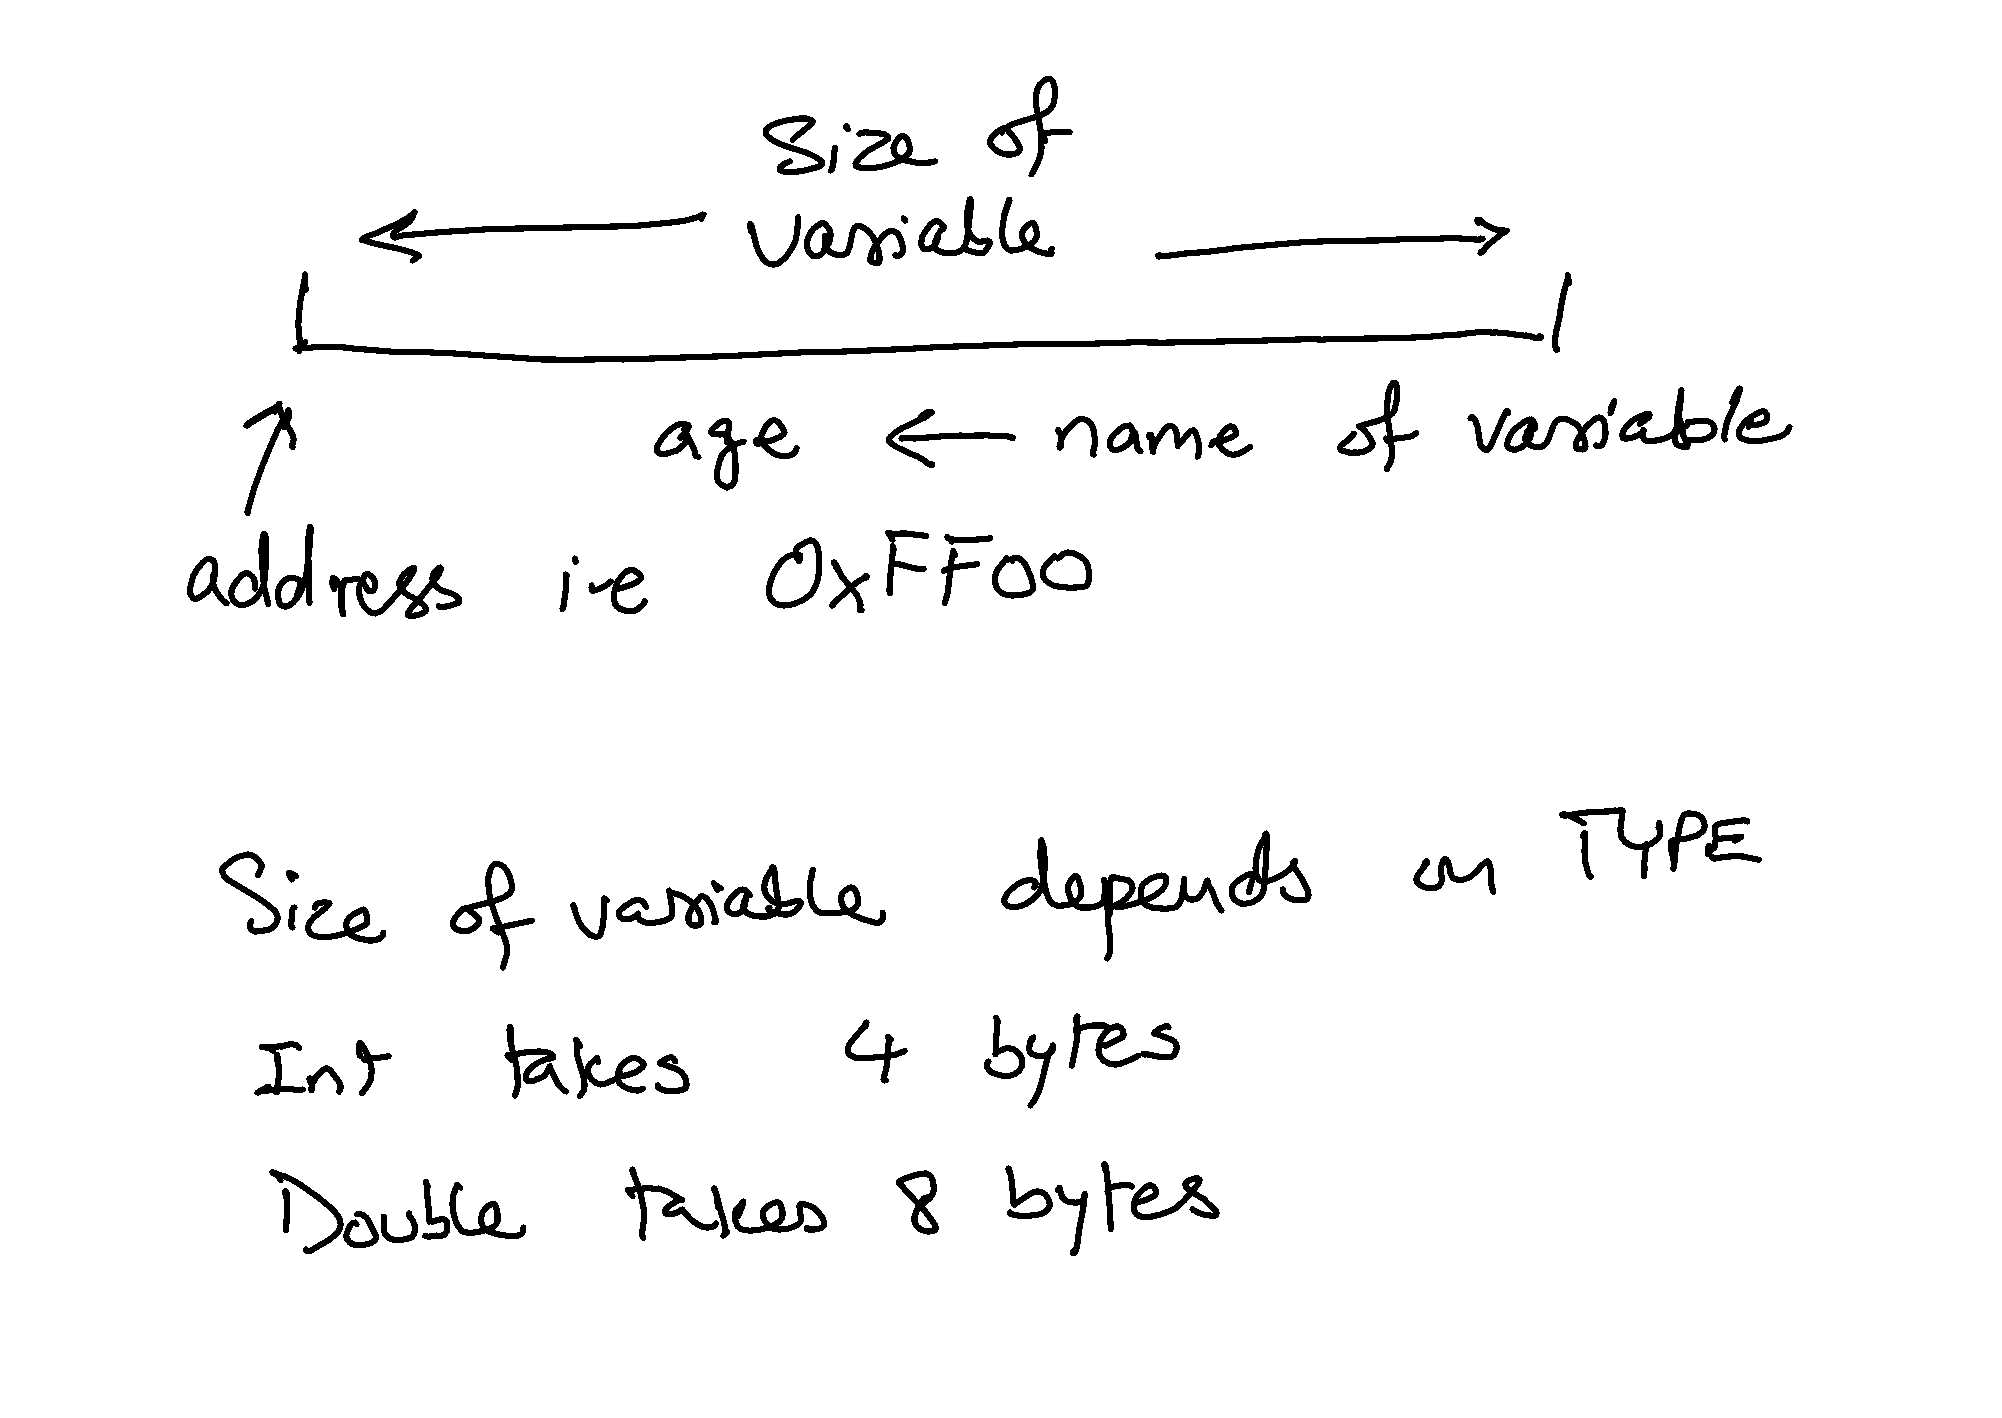 Size of
variable
age ← name of variable
address i.e 0xFF00
Size of variable depends on TYPE
Int takes 4 bytes
Double takes 8 bytes